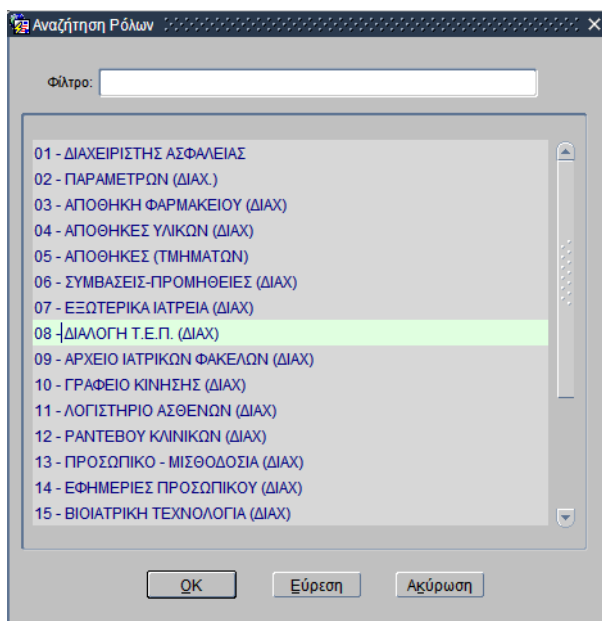 Αναζήτηση Ρόλων
Φίλτρο:
01 - ΔΙΑΧΕΙΡΙΣΤΗΣ ΑΣΦΑΛΕΙΑΣ
02 - ΠΑΡΑΜΕΤΡΩΝ (ΔΙΑΧ.)
03 - ΑΠΟΘΗΚΗ ΦΑΡΜΑΚΕΙΟΥ (ΔΙΑΧ)
04 - ΑΠΟΘΗΚΕΣ ΥΛΙΚΩΝ (ΔΙΑΧ)
05 - ΑΠΟΘΗΚΕΣ (ΤΜΗΜΑΤΩΝ)
06 - ΣΥΜΒΑΣΕΙΣ-ΠΡΟΜΗΘΕΙΕΣ (ΔΙΑΧ)
07 - ΕΞΩΤΕΡΙΚΑ ΙΑΤΡΕΙΑ (ΔΙΑΧ)
08 -ΔΙΑΛΟΓΗ Τ.Ε.Π. (ΔΙΑΧ)
09 - ΑΡΧΕΙΟ ΙΑΤΡΙΚΩΝ ΦΑΚΕΛΩΝ (ΔΙΑΧ)
10 - ΓΡΑΦΕΙΟ ΚΙΝΗΣΗΣ (ΔΙΑΧ)
11 - ΛΟΓΙΣΤΗΡΙΟ ΑΣΘΕΝΩΝ (ΔΙΑΧ)
12 - ΡΑΝΤΕΒΟΥ ΚΛΙΝΙΚΩΝ (ΔΙΑΧ)
13 - ΠΡΟΣΩΠΙΚΟ - ΜΙΣΘΟΔΟΣΙΑ (ΔΙΑΧ)
14 - ΕΦΗΜΕΡΙΕΣ ΠΡΟΣΩΠΙΚΟΥ (ΔΙΑΧ)
15 - ΒΙΟΙΑΤΡΙΚΗ ΤΕΧΝΟΛΟΓΙΑ (ΔΙΑΧ)
OK Εύρεση Ακύρωση